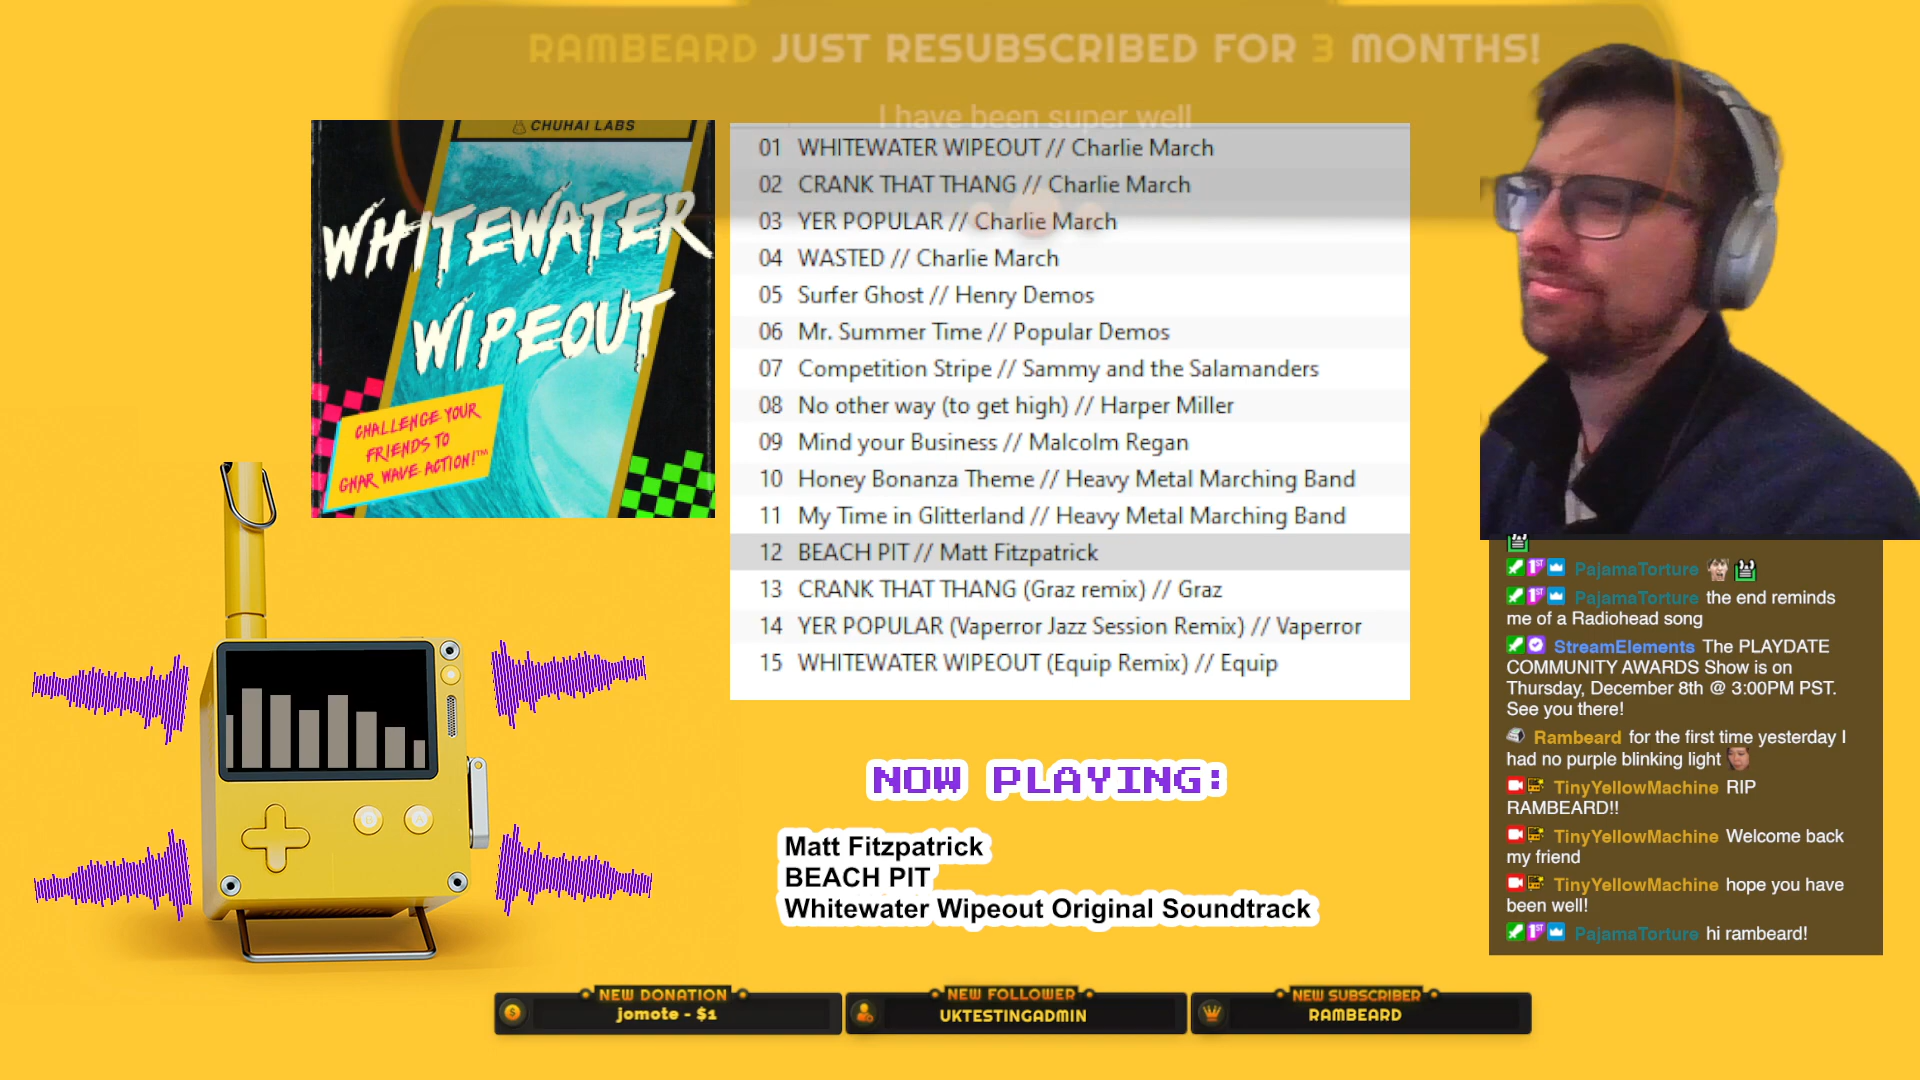 RAMBEARD JUST RESUBSCRIBED FOR 3 MONTHS!
I have been super well
CHUHAI LABS
WHITEWATER
WIPEOUT
CHALLENGE YOUR
FRIENDS TO
GNAR WAVE ACTION!™
01 WHITEWATER WIPEOUT // Charlie March
02 CRANK THAT THANG // Charlie March
03 YER POPULAR // Charlie March
04 WASTED // Charlie March
05 Surfer Ghost // Henry Demos
06 Mr. Summer Time // Popular Demos
07 Competition Stripe // Sammy and the Salamanders
08 No other way (to get high) // Harper Miller
09 Mind your Business // Malcolm Regan
10 Honey Bonanza Theme // Heavy Metal Marching Band
11 My Time in Glitterland // Heavy Metal Marching Band
12 BEACH PIT // Matt Fitzpatrick
13 CRANK THAT THANG (Graz remix) // Graz
14 YER POPULAR (Vaperror Jazz Session Remix) // Vaperror
15 WHITEWATER WIPEOUT (Equip Remix) // Equip
B
A
NOW PLAYING:
Matt Fitzpatrick
BEACH PIT
Whitewater Wipeout Original Soundtrack
1ST PajamaTorture
1ST PajamaTorture the end reminds
me of a Radiohead song
StreamElements The PLAYDATE
COMMUNITY AWARDS Show is on
Thursday, December 8th @ 3:00PM PST.
See you there!
Rambeard for the first time yesterday I
had no purple blinking light
TinyYellowMachine RIP
RAMBEARD!!
TinyYellowMachine Welcome back
my friend
TinyYellowMachine hope you have
been well!
1ST PajamaTorture hi rambeard!
NEW DONATION
jomote - $1
NEW FOLLOWER
UKTESTINGADMIN
NEW SUBSCRIBER
RAMBEARD